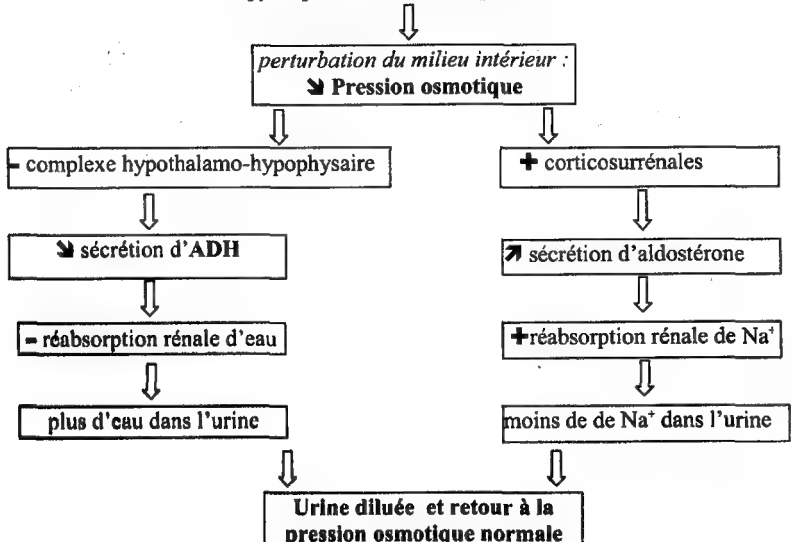 perturbation du milieu intérieur :
↘ Pression osmotique
- complexe hypothalamo-hypophysaire
+ corticosurrénales
↘ sécrétion d'ADH
↗ sécrétion d'aldostérone
- réabsorption rénale d'eau
+réabsorption rénale de Na⁺
plus d'eau dans l'urine
moins de de Na⁺ dans l'urine
Urine diluée et retour à la
pression osmotique normale